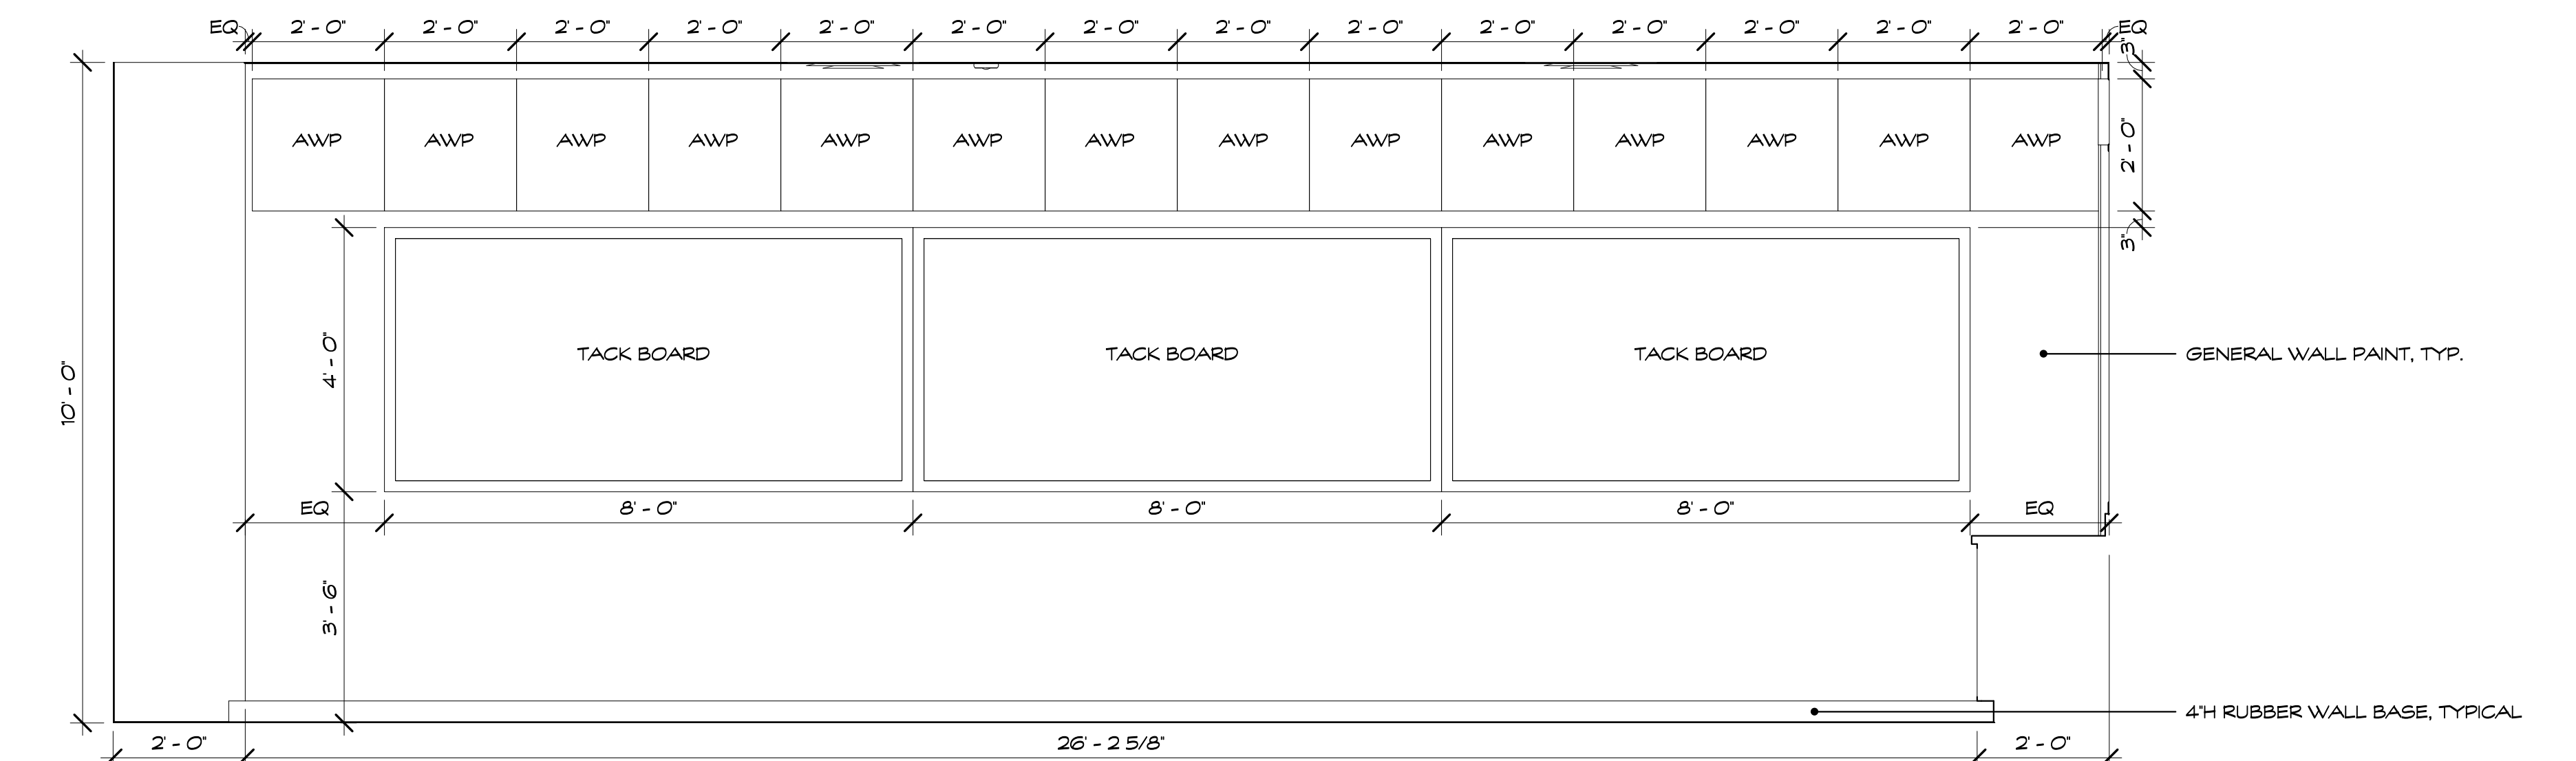 EQ 2' - 0" 2' - 0" 2' - 0" 2' - 0" 2' - 0" 2' - 0" 2' - 0" 2' - 0" 2' - 0" 2' - 0" 2' - 0" 2' - 0" 2' - 0" 2' - 0" EQ
3"
AWP AWP AWP AWP AWP AWP AWP AWP AWP AWP AWP AWP AWP AWP
2' - 0"
3"
10' - 0"
4' - 0"
TACK BOARD TACK BOARD TACK BOARD
GENERAL WALL PAINT, TYP.
EQ 8' - 0" 8' - 0" 8' - 0" EQ
3' - 6"
4"H RUBBER WALL BASE, TYPICAL
2' - 0" 26' - 2 5/8" 2' - 0"